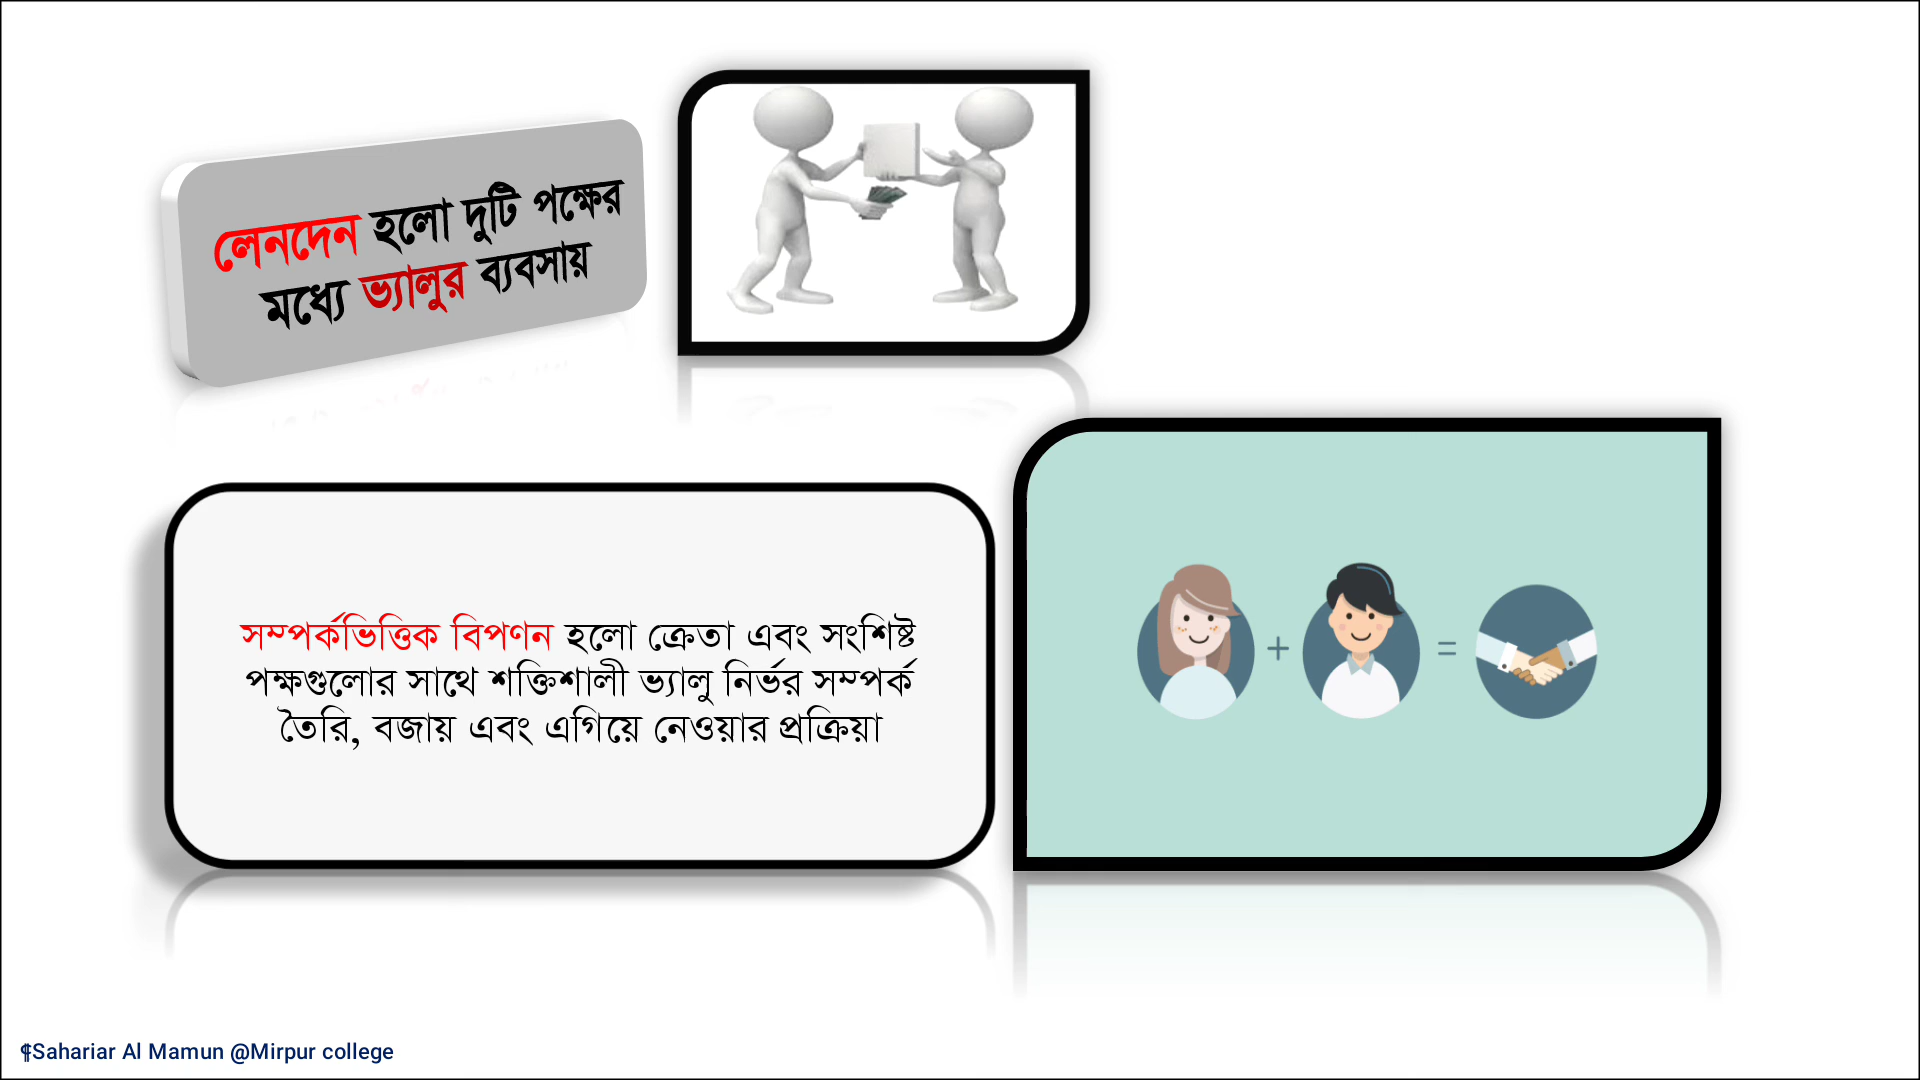 লেনদেন হলো দুটি পক্ষের
মধ্যে ভ্যালুর ব্যবসায়
সম্পর্কভিত্তিক বিপণন হলো ক্রেতা এবং সংশিষ্ট
পক্ষগুলোর সাথে শক্তিশালী ভ্যালু নির্ভর সম্পর্ক
তৈরি, বজায় এবং এগিয়ে নেওয়ার প্রক্রিয়া
+ =
Sahariar Al Mamun @Mirpur college